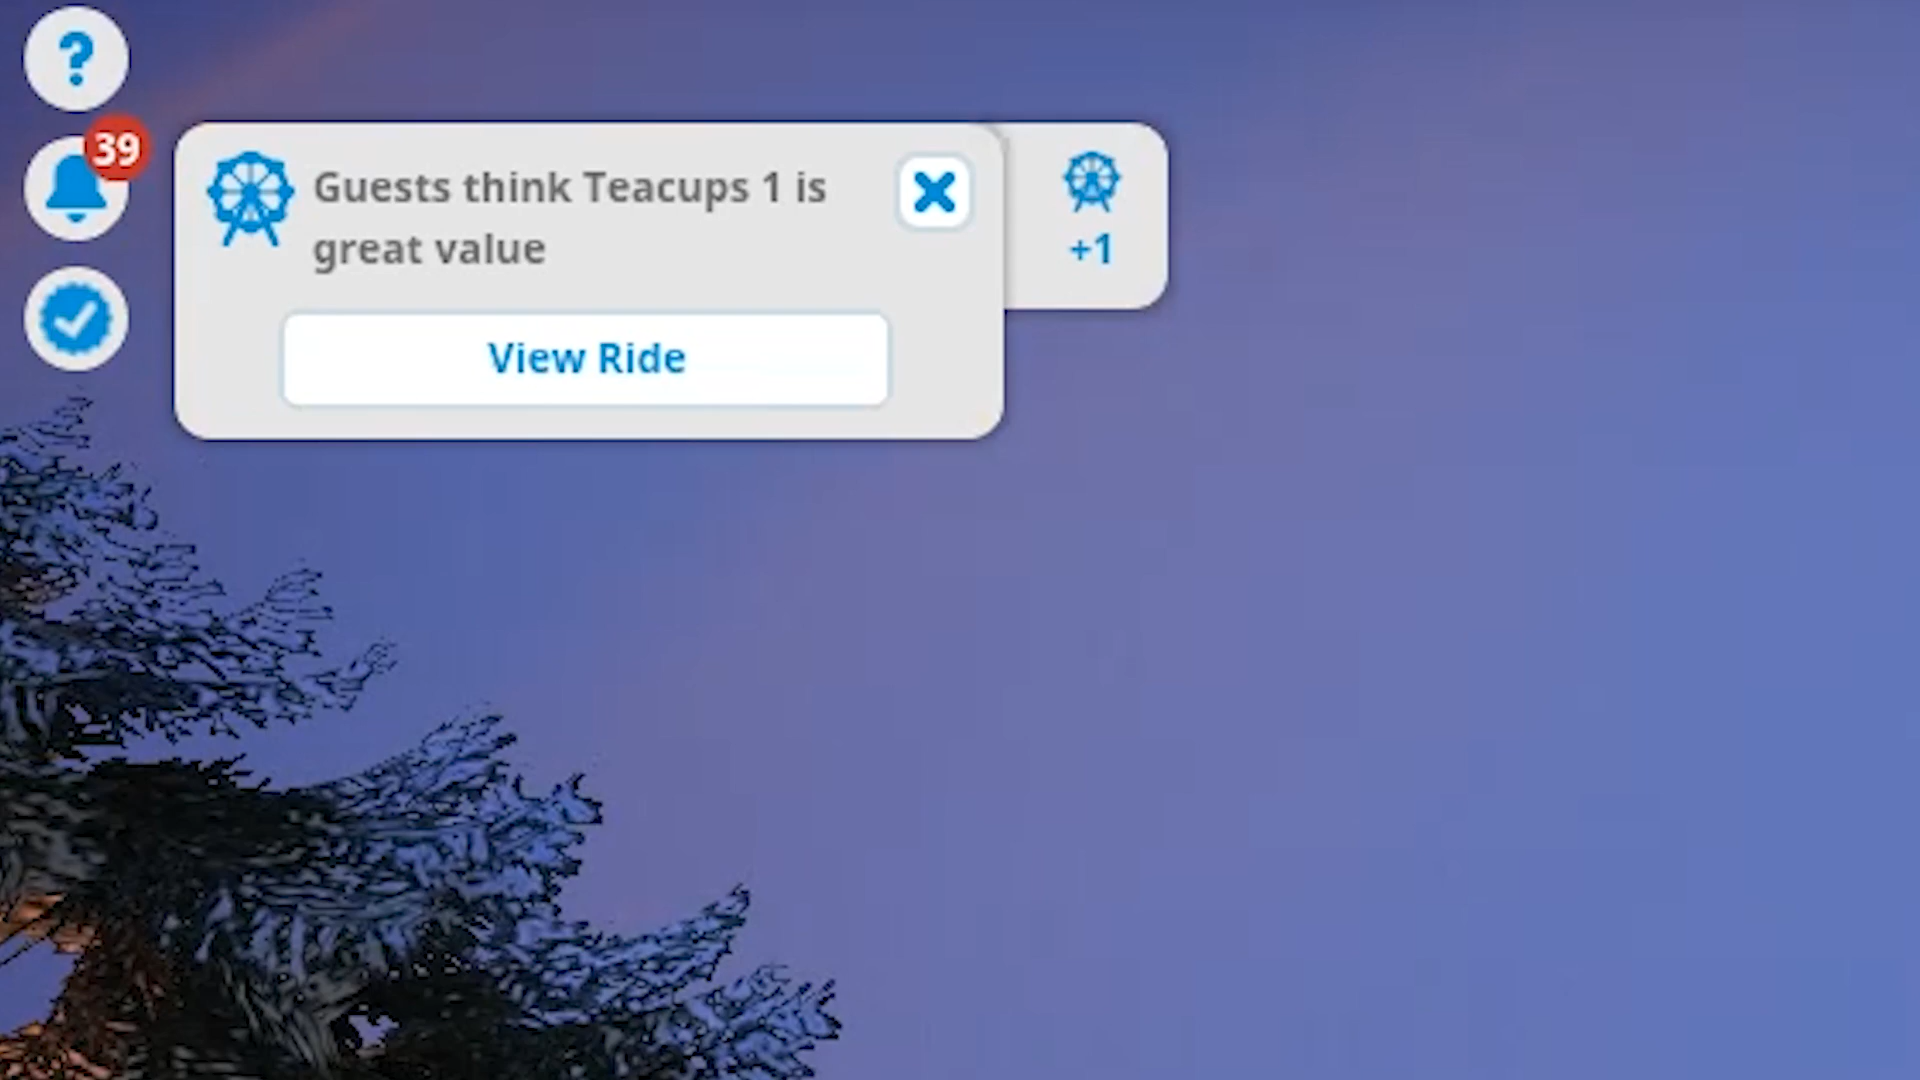 ?
39
Guests think Teacups 1 is
great value
+1
View Ride